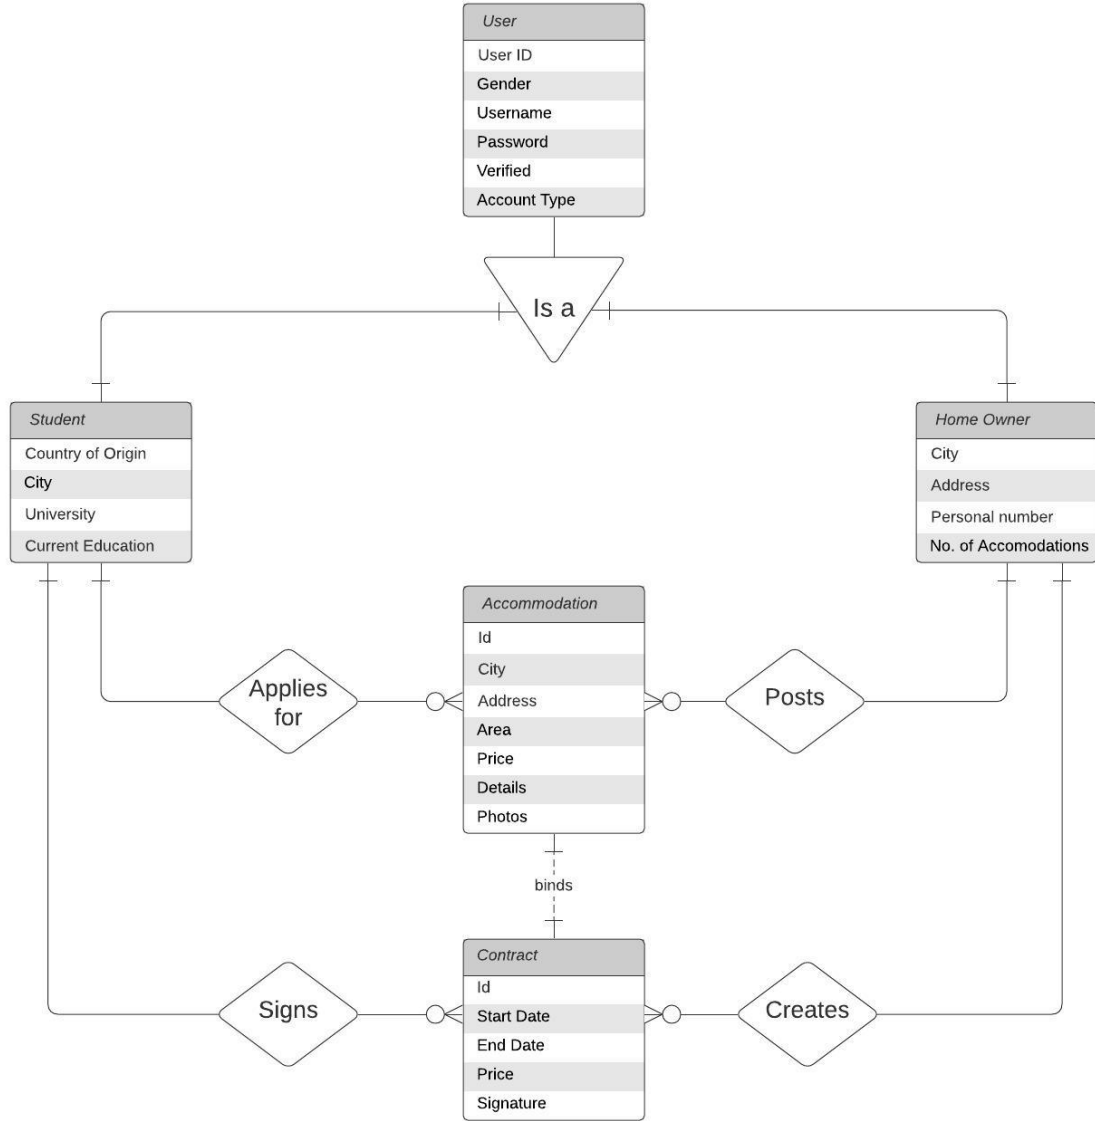 User
User ID
Gender
Username
Password
Verified
Account Type
Is a
Student
Country of Origin
City
University
Current Education
Home Owner
City
Address
Personal number
No. of Accomodations
Applies
for
Accommodation
Id
City
Address
Area
Price
Details
Photos
Posts
binds
Signs
Contract
Id
Start Date
End Date
Price
Signature
Creates